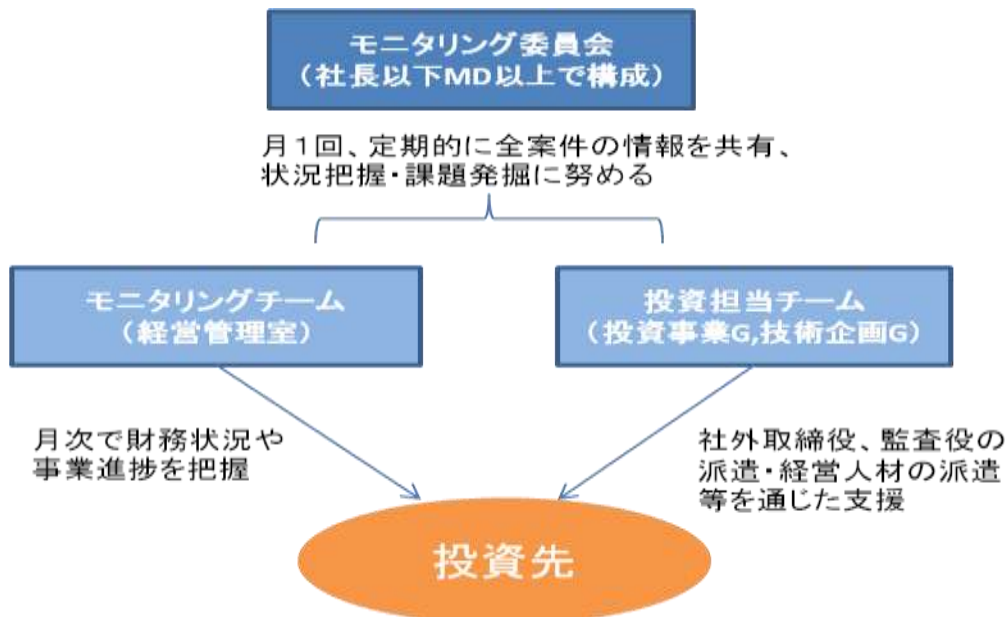 モニタリング委員会
（社長以下MD以上で構成）
月１回、定期的に全案件の情報を共有、
状況把握・課題発掘に努める
モニタリングチーム
（経営管理室）
投資担当チーム
（投資事業G,技術企画G）
月次で財務状況や
事業進捗を把握
社外取締役、監査役の
派遣・経営人材の派遣
等を通じた支援
投資先